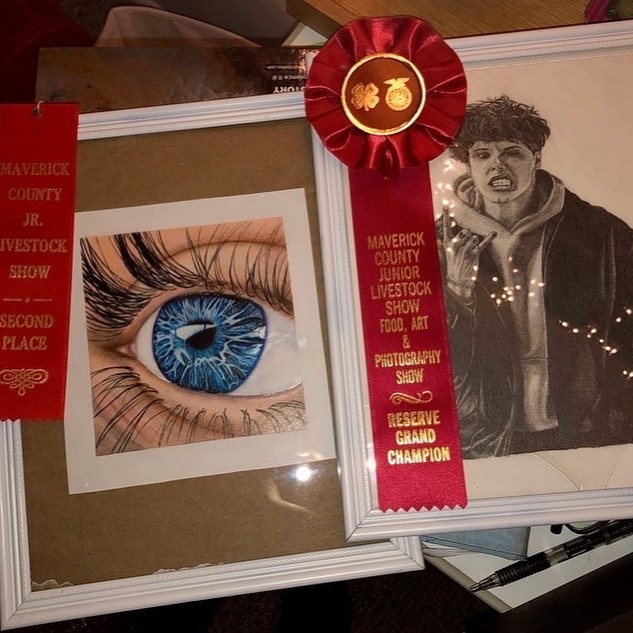 MAVERICK
COUNTY
JR.
LIVESTOCK
SHOW
SECOND
PLACE
STORY
MAVERICK
COUNTY
JUNIOR
LIVESTOCK
SHOW
FOOD, ART
&
PHOTOGRAPHY
SHOW
RESERVE
GRAND
CHAMPION